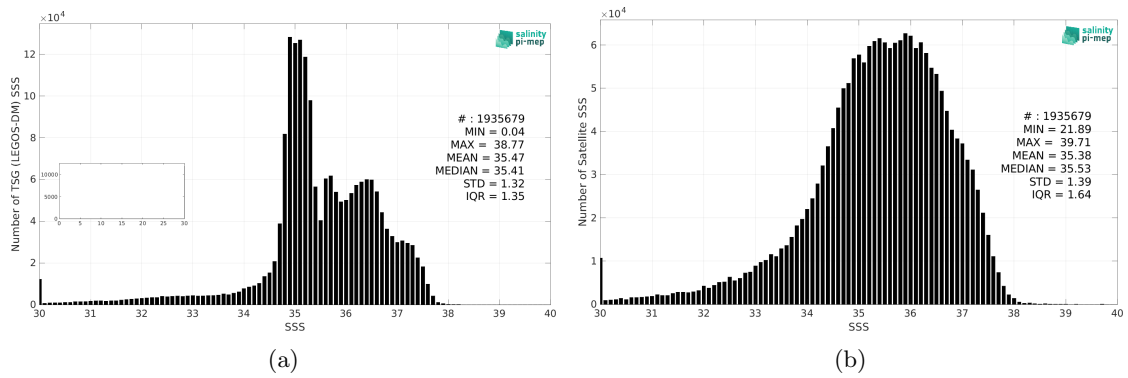 ×10⁴
salinity
pi-mep
Number of TSG (LEGOS-DM) SSS
12
10
8
6
4
2
0
# : 1935679
MIN = 0.04
MAX = 38.77
MEAN = 35.47
MEDIAN = 35.41
STD = 1.32
IQR = 1.35
10000
5000
0
0 5 10 15 20 25 30
30 31 32 33 34 35 36 37 38 39 40
SSS
(a)
×10⁴
salinity
pi-mep
Number of Satellite SSS
6
5
4
3
2
1
0
# : 1935679
MIN = 21.89
MAX = 39.71
MEAN = 35.38
MEDIAN = 35.53
STD = 1.39
IQR = 1.64
30 31 32 33 34 35 36 37 38 39 40
SSS
(b)